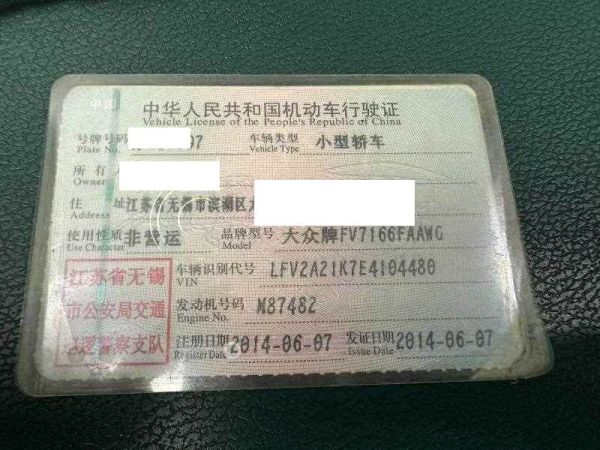 中国
中华人民共和国机动车行驶证
Vehicle License of the People's Republic of China
号牌号码 07 车辆类型 小型轿车
Plate No. Vehicle Type
所有
Owner
住 址 江苏省无锡市滨湖区
使用性质 非营运 品牌型号 大众牌FV7166FAAWG
Use Character Model
江苏省无锡 车辆识别代号 LFV2A21K7E4104480
VIN
市公安局交通 发动机号码 M87482
Engine No.
巡逻警察支队 注册日期 2014-06-07 发证日期 2014-06-07
Register Date Issue Date